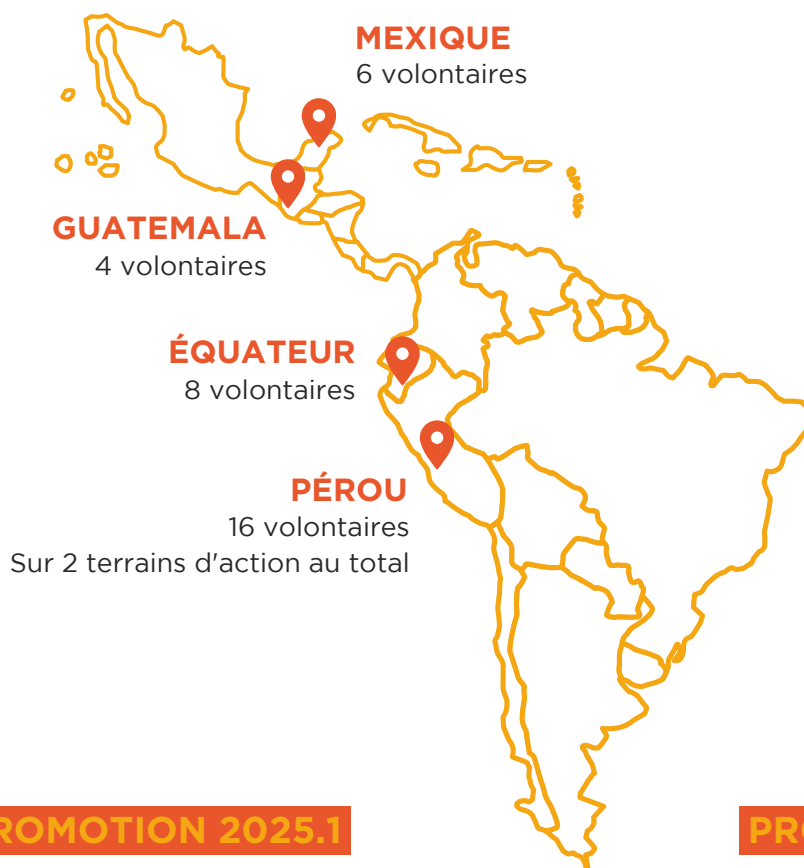 MEXIQUE
6 volontaires
GUATEMALA
4 volontaires
ÉQUATEUR
8 volontaires
PÉROU
16 volontaires
Sur 2 terrains d'action au total
ROMOTION 2025.1
PRO